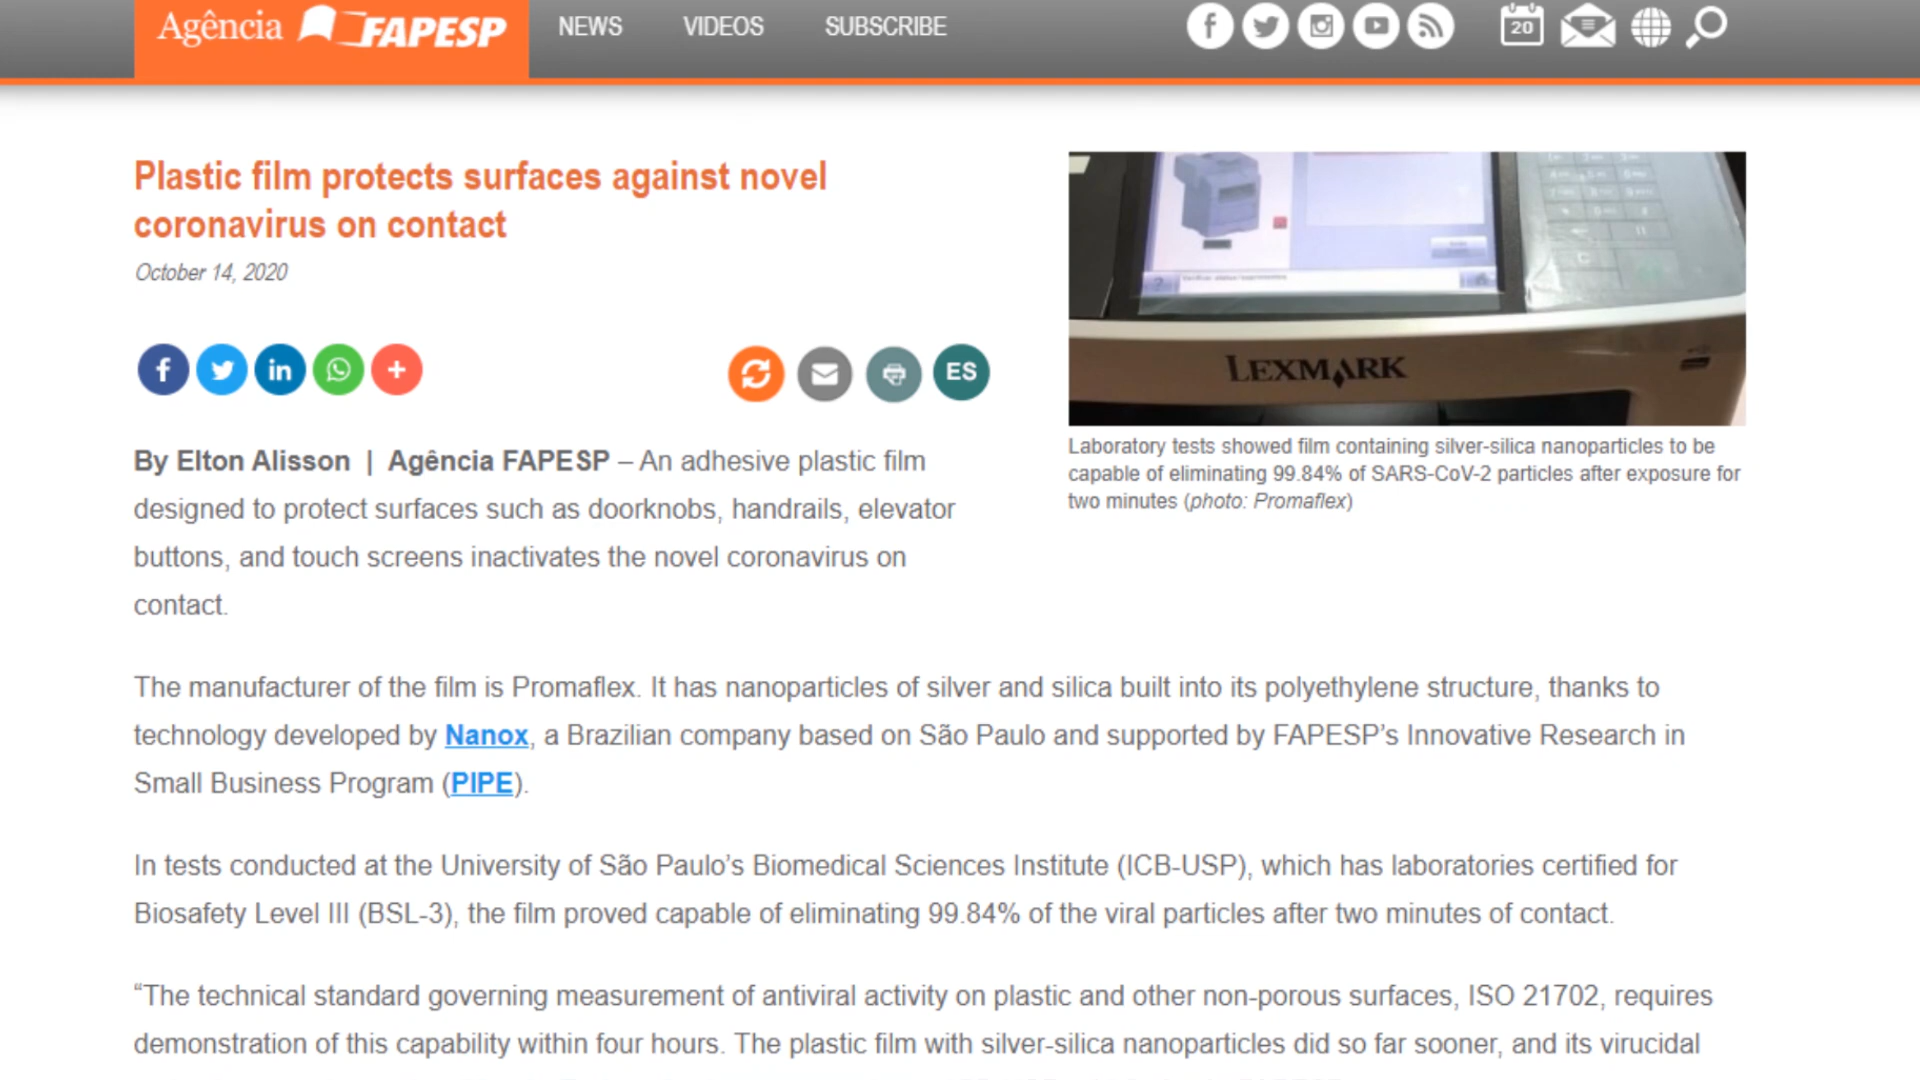 Agência FAPESP
NEWS
VIDEOS
SUBSCRIBE
20
Plastic film protects surfaces against novel
coronavirus on contact
October 14, 2020
ES
LEXMARK
Laboratory tests showed film containing silver-silica nanoparticles to be
capable of eliminating 99.84% of SARS-CoV-2 particles after exposure for
two minutes (photo: Promaflex)
By Elton Alisson | Agência FAPESP – An adhesive plastic film
designed to protect surfaces such as doorknobs, handrails, elevator
buttons, and touch screens inactivates the novel coronavirus on
contact.
The manufacturer of the film is Promaflex. It has nanoparticles of silver and silica built into its polyethylene structure, thanks to
technology developed by Nanox, a Brazilian company based on São Paulo and supported by FAPESP’s Innovative Research in
Small Business Program (PIPE).
In tests conducted at the University of São Paulo’s Biomedical Sciences Institute (ICB-USP), which has laboratories certified for
Biosafety Level III (BSL-3), the film proved capable of eliminating 99.84% of the viral particles after two minutes of contact.
“The technical standard governing measurement of antiviral activity on plastic and other non-porous surfaces, ISO 21702, requires
demonstration of this capability within four hours. The plastic film with silver-silica nanoparticles did so far sooner, and its virucidal